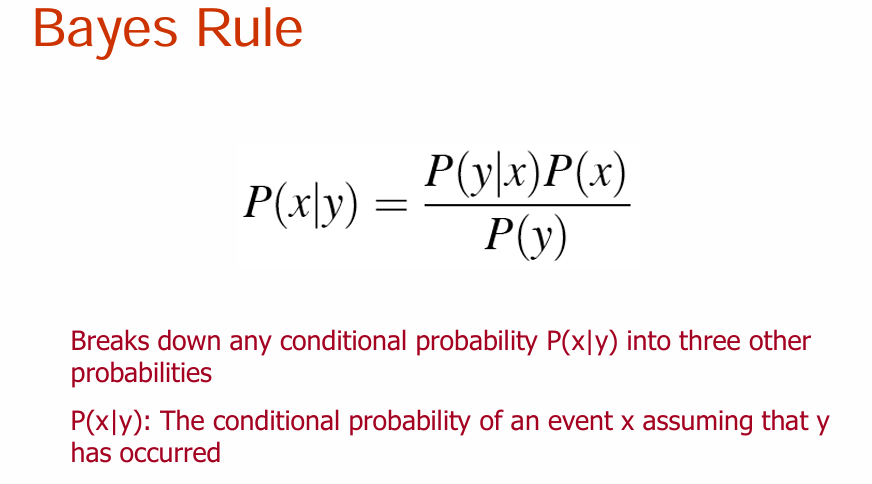 Bayes Rule
P(x|y) = P(y|x)P(x) / P(y)
Breaks down any conditional probability P(x|y) into three other
probabilities
P(x|y): The conditional probability of an event x assuming that y
has occurred